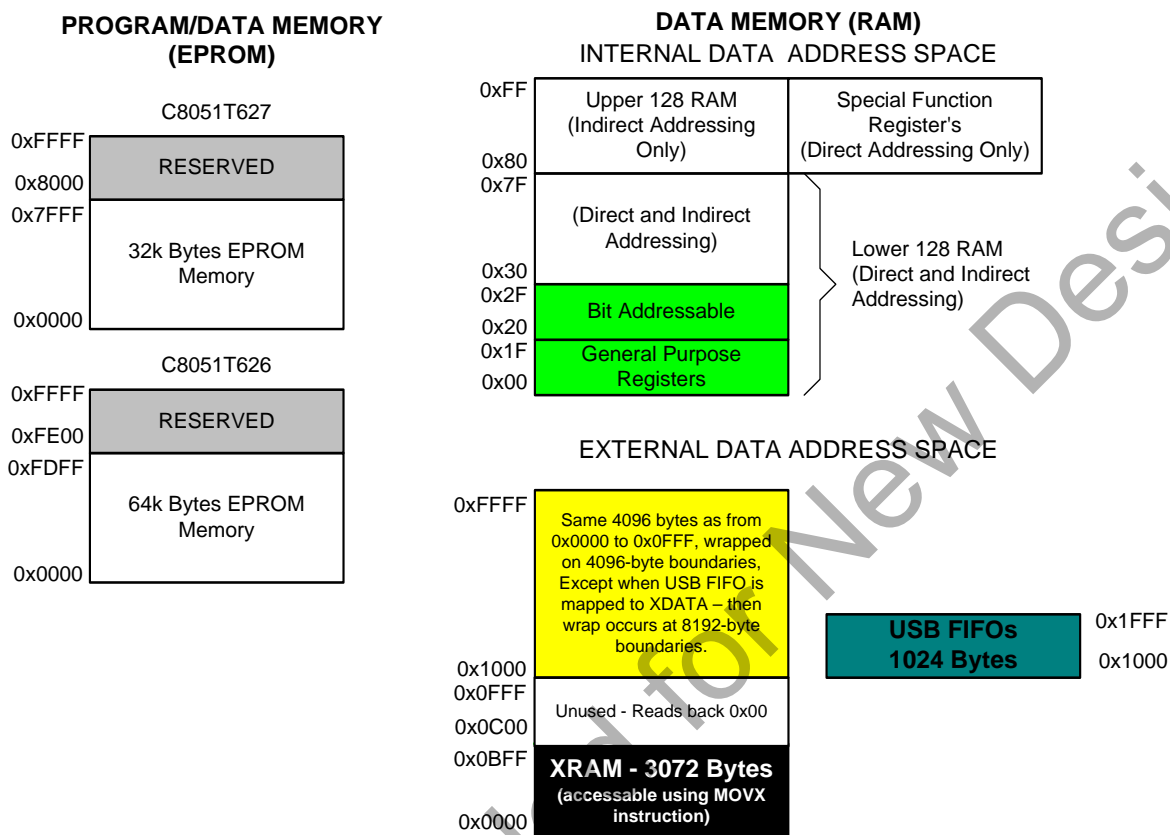 PROGRAM/DATA MEMORY
(EPROM)
C8051T627
0xFFFF
RESERVED
0x8000
0x7FFF
32k Bytes EPROM
Memory
0x0000
C8051T626
0xFFFF
RESERVED
0xFE00
0xFDFF
64k Bytes EPROM
Memory
0x0000
DATA MEMORY (RAM)
INTERNAL DATA ADDRESS SPACE
0xFF
Upper 128 RAM
(Indirect Addressing
Only)
0x80
Special Function
Register's
(Direct Addressing Only)
0x7F
(Direct and Indirect
Addressing)
0x30
Lower 128 RAM
(Direct and Indirect
Addressing)
0x2F
Bit Addressable
0x20
0x1F
General Purpose
Registers
0x00
EXTERNAL DATA ADDRESS SPACE
0xFFFF
Same 4096 bytes as from
0x0000 to 0x0FFF, wrapped
on 4096-byte boundaries,
Except when USB FIFO is
mapped to XDATA – then
wrap occurs at 8192-byte
boundaries.
0x1000
USB FIFOs
1024 Bytes
0x1FFF
0x1000
0x0FFF
Unused - Reads back 0x00
0x0C00
0x0BFF
XRAM - 3072 Bytes
(accessable using MOVX
instruction)
0x0000
for New Desi